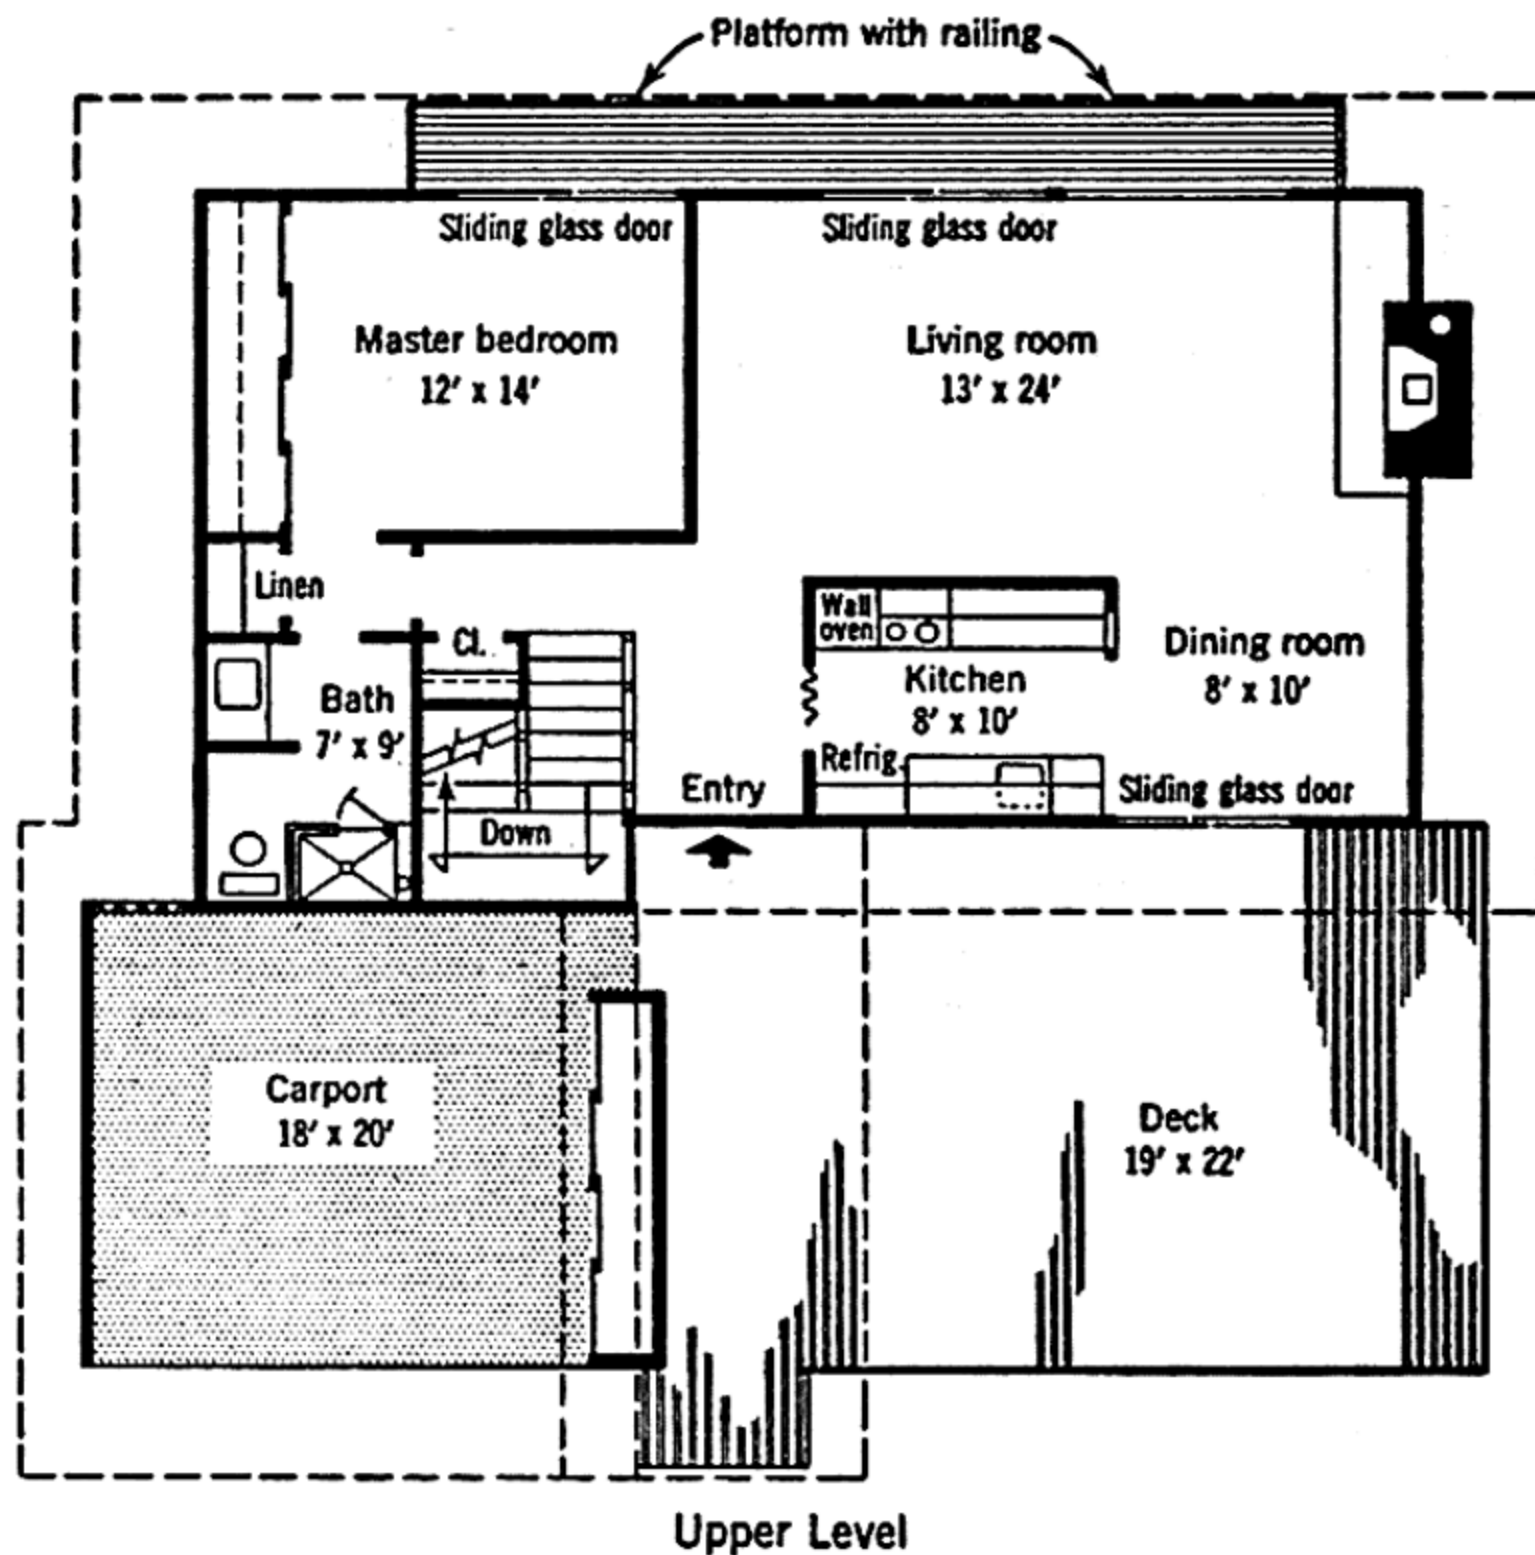 Platform with railing
Sliding glass door
Sliding glass door
Master bedroom
12' x 14'
Living room
13' x 24'
Linen
Wall
oven
Cl.
Dining room
8' x 10'
Kitchen
8' x 10'
Bath
7' x 9'
Refrig.
Entry
Sliding glass door
Down
Carport
18' x 20'
Deck
19' x 22'
Upper Level